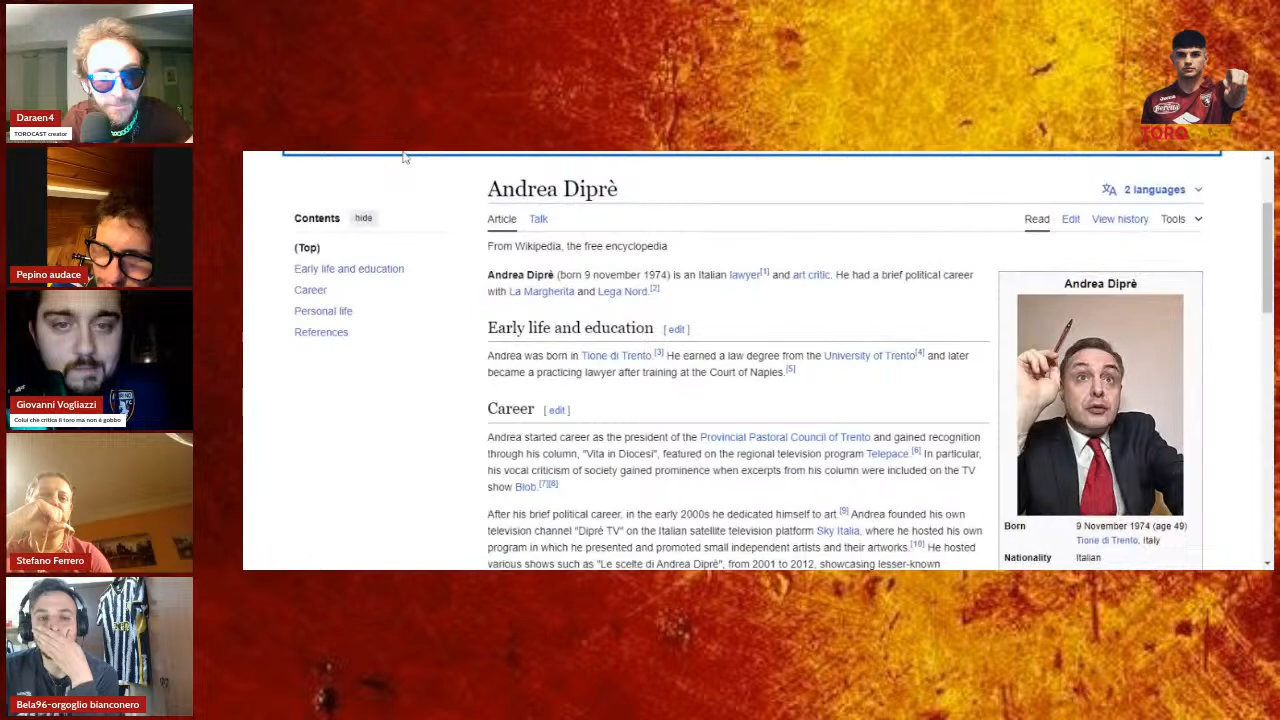 Daraen4
TOROCAST creator
Pepino audace
Giovanni Vogliazzi
Colui che critica il toro ma non è gobbo
Stefano Ferrero
Bela96-orgoglio bianconero
TOROCAST
Andrea Diprè
2 languages
Contents hide
Article Talk
Read Edit View history Tools
(Top)
From Wikipedia, the free encyclopedia
Early life and education
Career
Personal life
References
Andrea Diprè (born 9 november 1974) is an Italian lawyer[1] and art critic. He had a brief political career
with La Margherita and Lega Nord.[2]
Early life and education [ edit ]
Andrea was born in Tione di Trento.[3] He earned a law degree from the University of Trento[4] and later
became a practicing lawyer after training at the Court of Naples.[5]
Career [ edit ]
Andrea started career as the president of the Provincial Pastoral Council of Trento and gained recognition
through his column, "Vita in Diocesi", featured on the regional television program Telepace.[6] In particular,
his vocal criticism of society gained prominence when excerpts from his column were included on the TV
show Blob.[7][8]
After his brief political career, in the early 2000s he dedicated himself to art.[9] Andrea founded his own
television channel "Diprè TV" on the Italian satellite television platform Sky Italia, where he hosted his own
program in which he presented and promoted small independent artists and their artworks.[10] He hosted
various shows such as "Le scelte di Andrea Diprè", from 2001 to 2012, showcasing lesser-known
Andrea Diprè
Born 9 November 1974 (age 49)
Tione di Trento, Italy
Nationality Italian